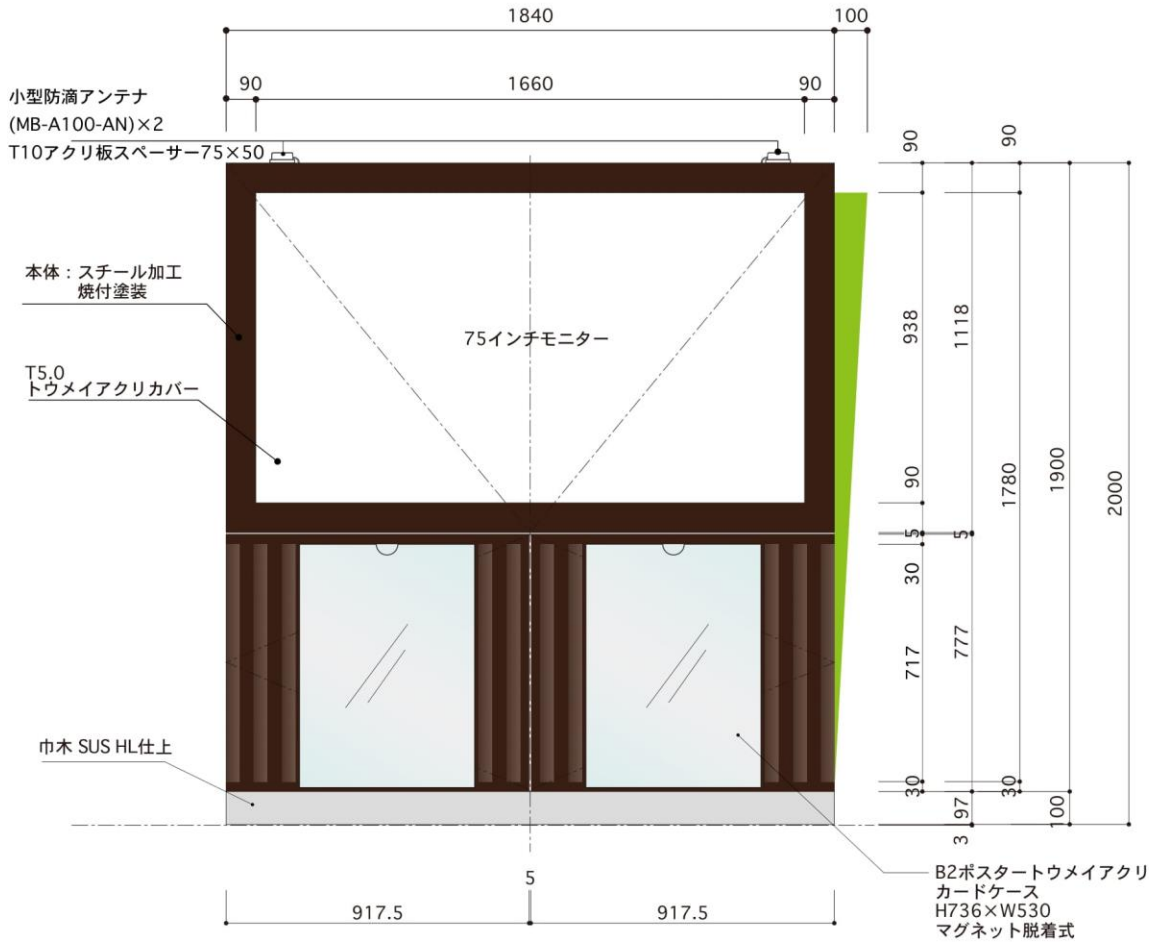 1840
100
90
1660
90
小型防滴アンテナ
(MB-A100-AN)×2
T10アクリ板スペーサー75×50
90
90
本体：スチール加工
焼付塗装
T5.0
トウメイアクリカバー
75インチモニター
938
1118
90
1780
1900
2000
5
5
30
717
777
巾木 SUS HL仕上
30
97
30
100
3
B2ポスタートウメイアクリ
カードケース
H736×W530
マグネット脱着式
5
917.5
917.5